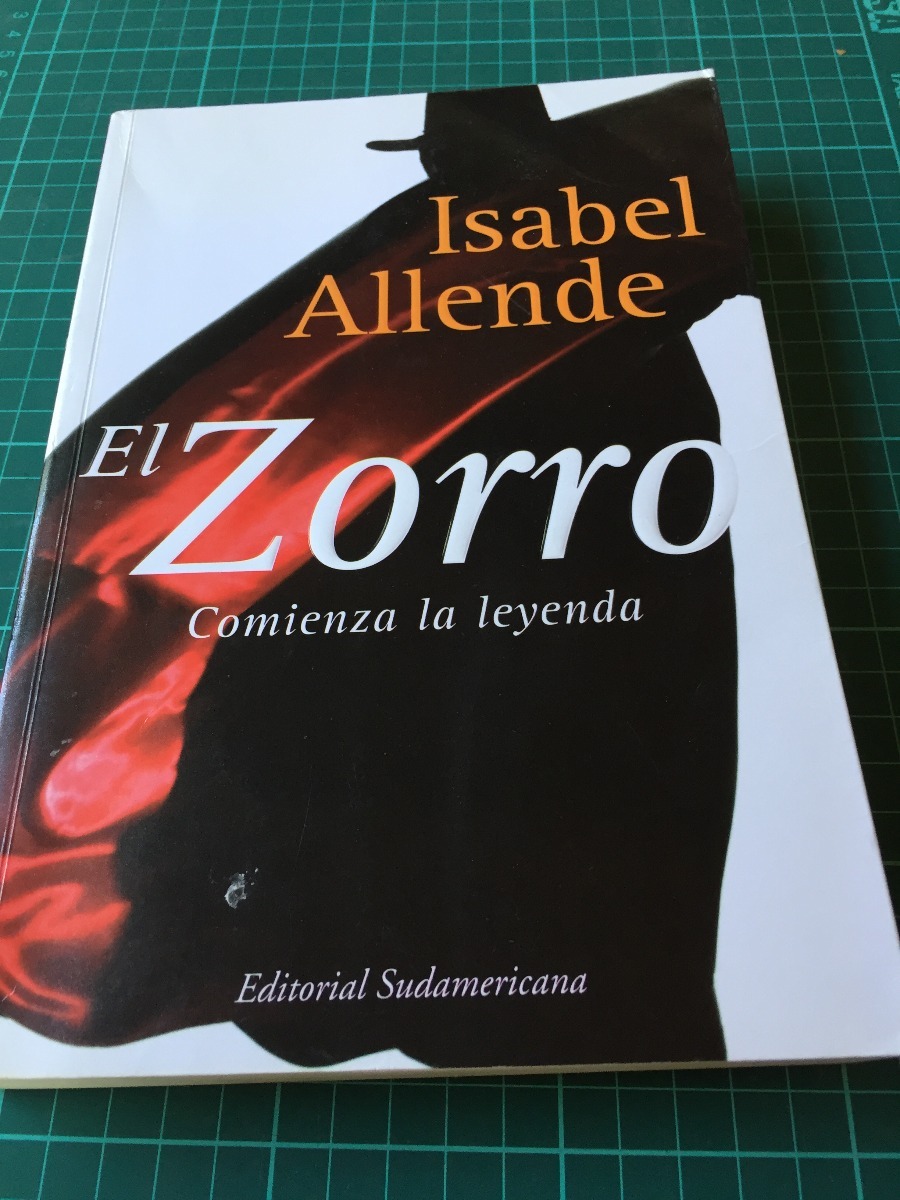 Isabel
Allende
El Zorro
Comienza la leyenda
Editorial Sudamericana